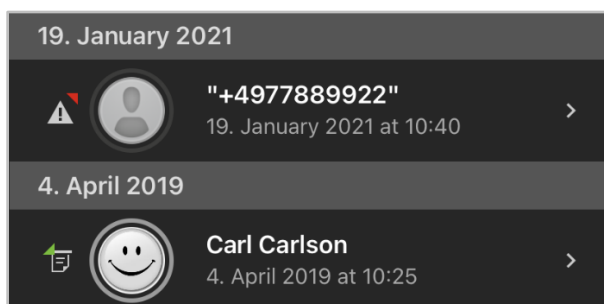 19. January 2021
"+4977889922"
19. January 2021 at 10:40
4. April 2019
Carl Carlson
4. April 2019 at 10:25